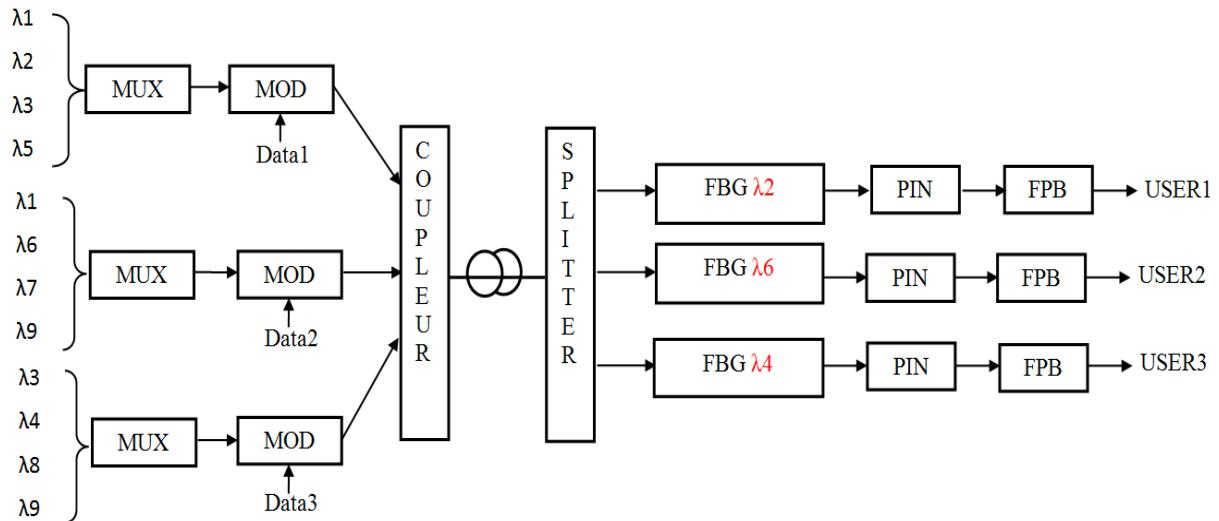 λ1
λ2
λ3
λ5
MUX
MOD
Data1
λ1
λ6
λ7
λ9
MUX
MOD
Data2
λ3
λ4
λ8
λ9
MUX
MOD
Data3
COUPLEUR
SPLITTER
FBG λ2
PIN
FPB
USER1
FBG λ6
PIN
FPB
USER2
FBG λ4
PIN
FPB
USER3